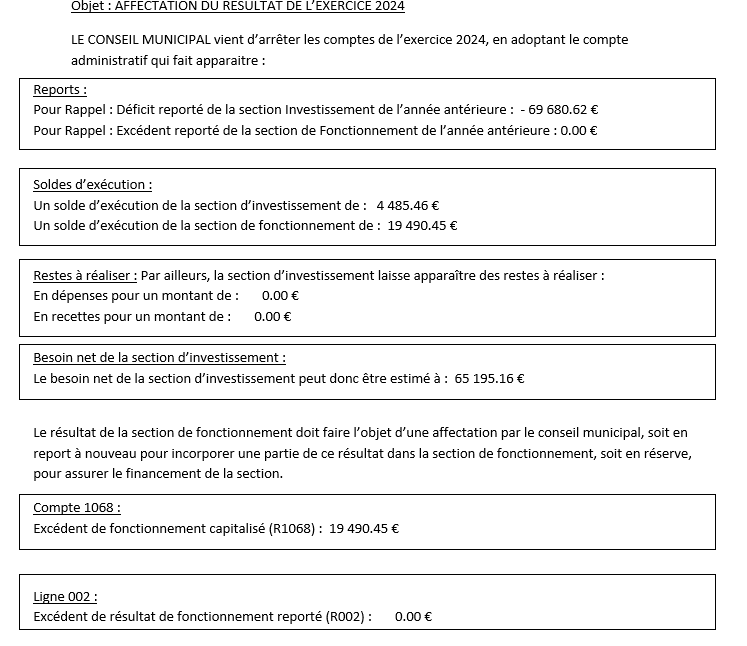 Objet : AFFECTATION DU RESULTAT DE L’EXERCICE 2024
LE CONSEIL MUNICIPAL vient d’arrêter les comptes de l’exercice 2024, en adoptant le compte
administratif qui fait apparaitre :
Reports :
Pour Rappel : Déficit reporté de la section Investissement de l’année antérieure : - 69 680.62 €
Pour Rappel : Excédent reporté de la section de Fonctionnement de l’année antérieure : 0.00 €
Soldes d’exécution :
Un solde d’exécution de la section d’investissement de : 4 485.46 €
Un solde d’exécution de la section de fonctionnement de : 19 490.45 €
Restes à réaliser : Par ailleurs, la section d’investissement laisse apparaître des restes à réaliser :
En dépenses pour un montant de : 0.00 €
En recettes pour un montant de : 0.00 €
Besoin net de la section d’investissement :
Le besoin net de la section d’investissement peut donc être estimé à : 65 195.16 €
Le résultat de la section de fonctionnement doit faire l’objet d’une affectation par le conseil municipal, soit en
report à nouveau pour incorporer une partie de ce résultat dans la section de fonctionnement, soit en réserve,
pour assurer le financement de la section.
Compte 1068 :
Excédent de fonctionnement capitalisé (R1068) : 19 490.45 €
Ligne 002 :
Excédent de résultat de fonctionnement reporté (R002) : 0.00 €